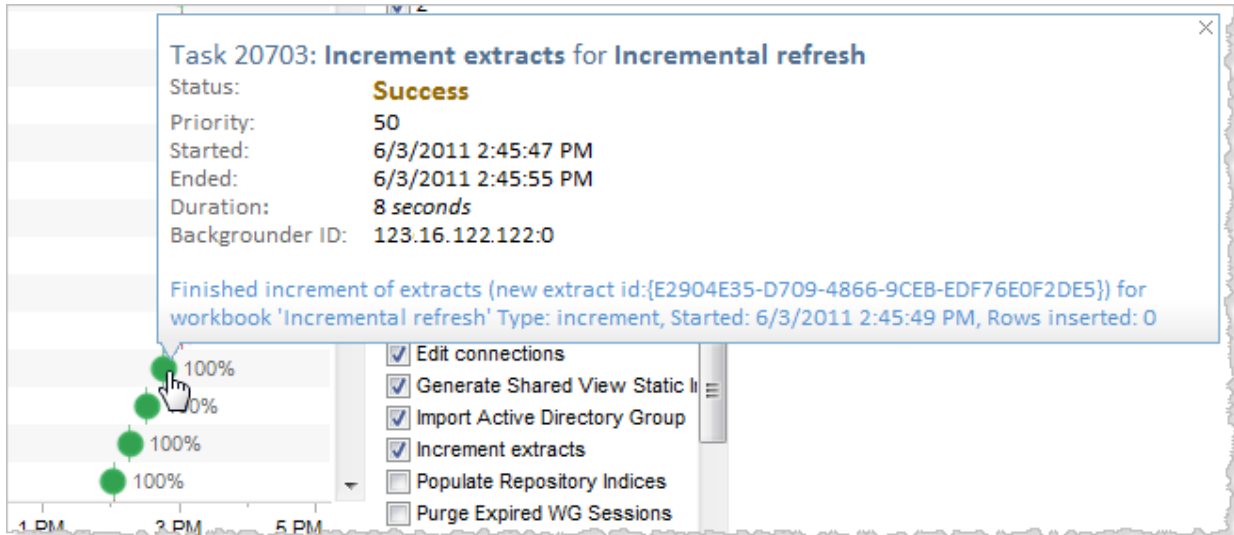 2
Task 20703: Increment extracts for Incremental refresh
Status: Success
Priority: 50
Started: 6/3/2011 2:45:47 PM
Ended: 6/3/2011 2:45:55 PM
Duration: 8 seconds
Backgrounder ID: 123.16.122.122:0
Finished increment of extracts (new extract id:{E2904E35-D709-4866-9CEB-EDF76E0F2DE5}) for
workbook 'Incremental refresh' Type: increment, Started: 6/3/2011 2:45:49 PM, Rows inserted: 0
100%
100%
100%
100%
1 PM 3 PM 5 PM
Edit connections
Generate Shared View Static
Import Active Directory Group
Increment extracts
Populate Repository Indices
Purge Expired WG Sessions